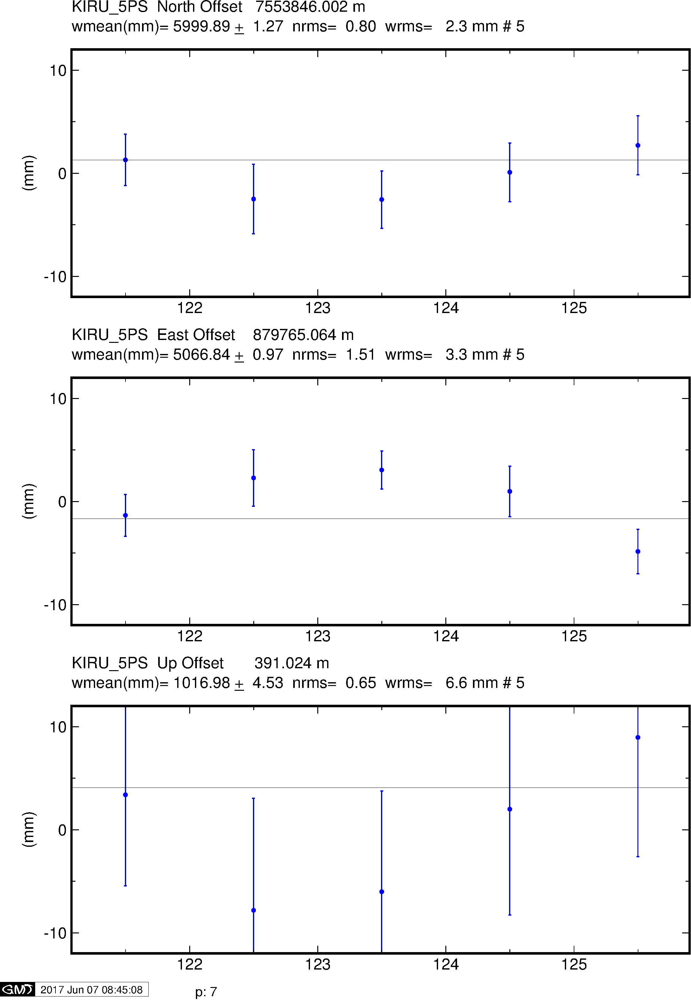 KIRU_5PS North Offset 7553846.002 m
wmean(mm)= 5999.89 ± 1.27 nrms= 0.80 wrms= 2.3 mm # 5
10
0
-10
(mm)
122 123 124 125
KIRU_5PS East Offset 879765.064 m
wmean(mm)= 5066.84 ± 0.97 nrms= 1.51 wrms= 3.3 mm # 5
10
0
-10
(mm)
122 123 124 125
KIRU_5PS Up Offset 391.024 m
wmean(mm)= 1016.98 ± 4.53 nrms= 0.65 wrms= 6.6 mm # 5
10
0
-10
(mm)
122 123 124 125
GMT 2017 Jun 07 08:45:08 p: 7